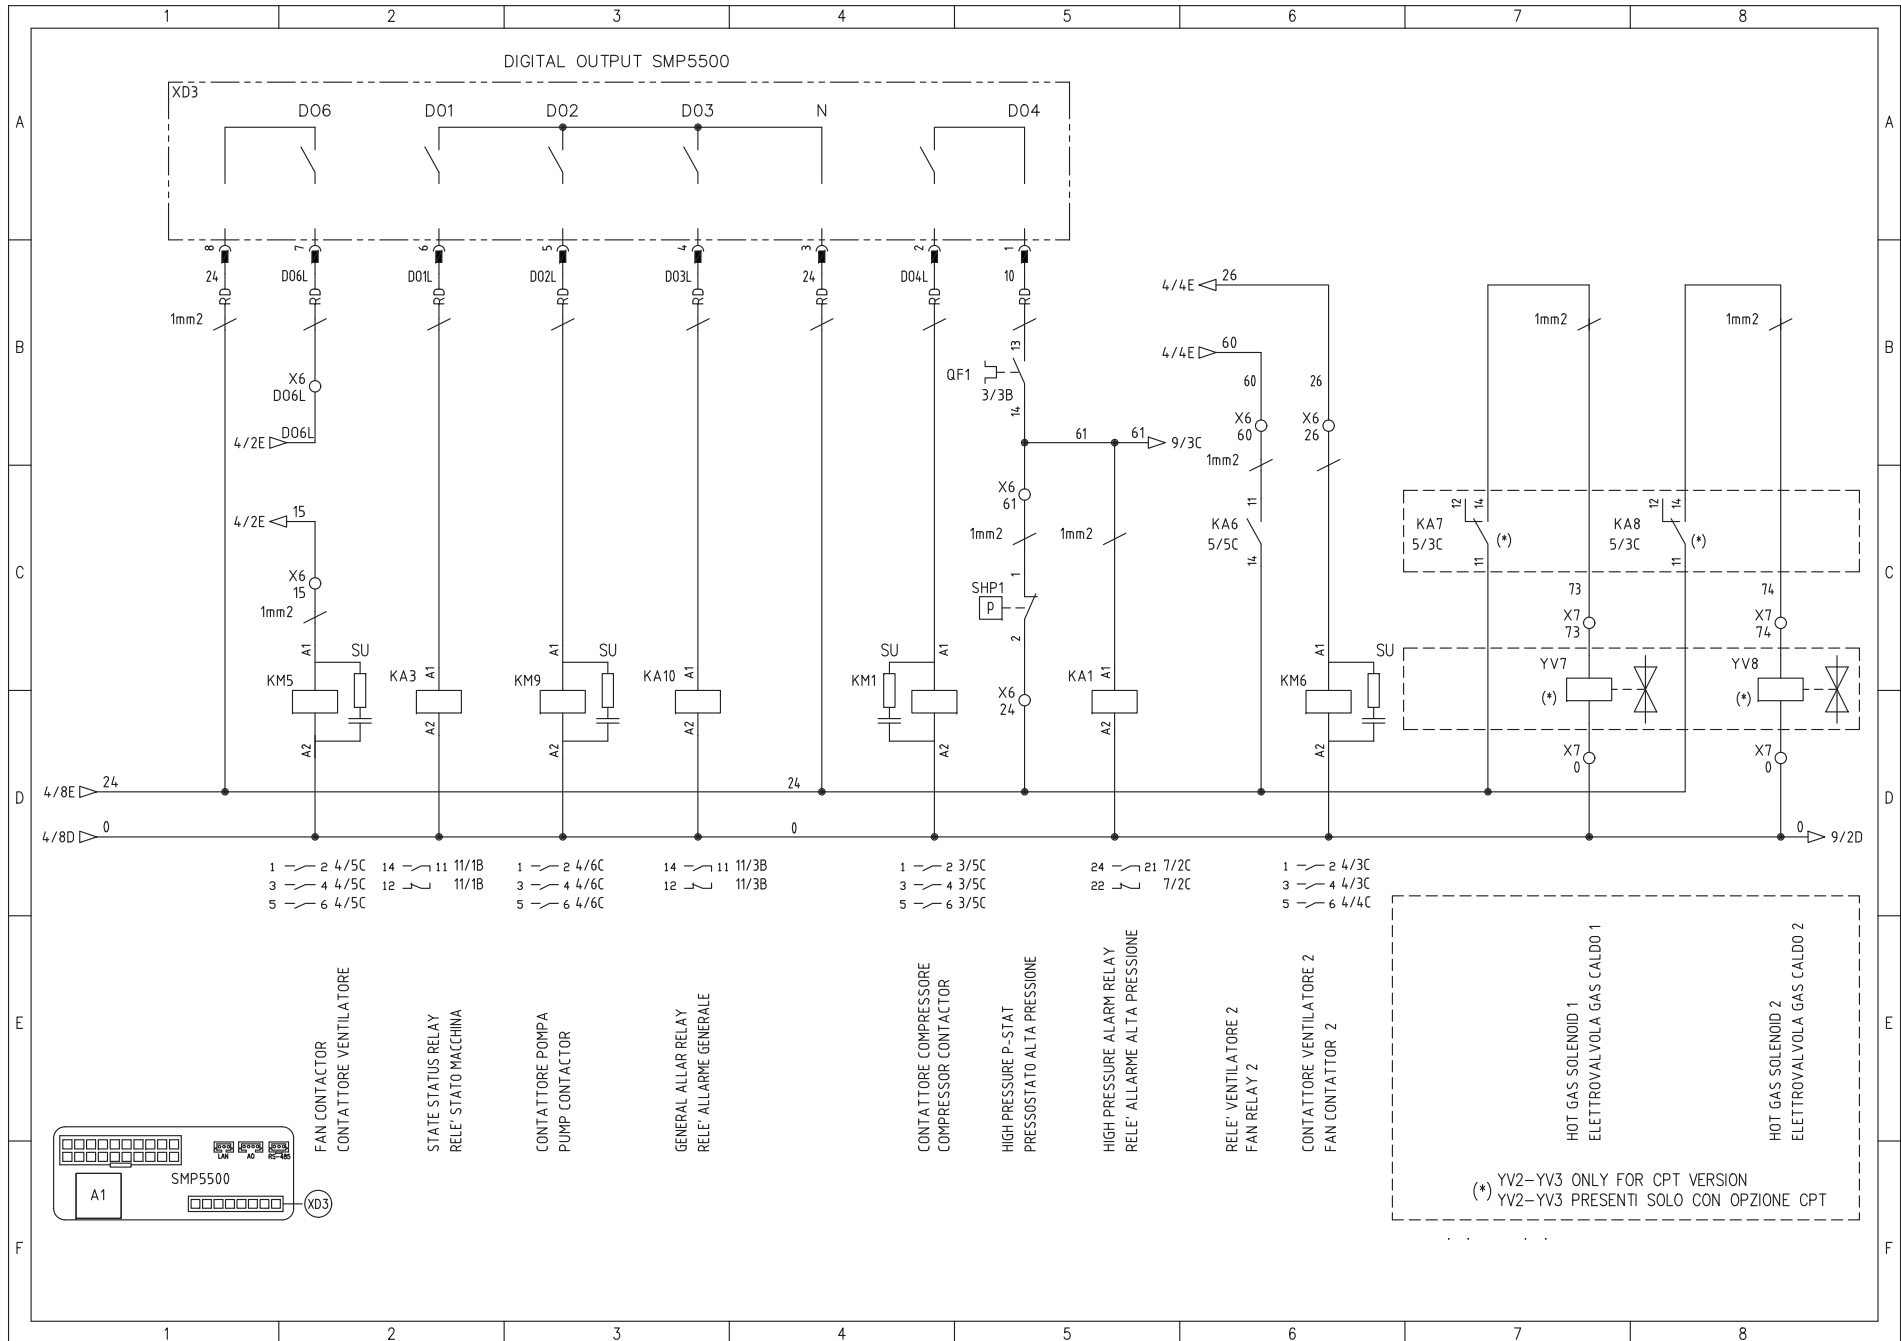 1 2 3 4 5 6 7 8
DIGITAL OUTPUT SMP5500
XD3
A DO6 DO1 DO2 DO3 N DO4 A
8 7 6 5 4 3 2 1
24 DO6L DO1L DO2L DO3L 24 DO4L 10
RD RD RD RD RD RD RD RD
4/4E 26
1mm2 1mm2 1mm2
13
B 4/4E 60 B
QF1
3/3B
14
X6
DO6L
60 26
4/2E DO6L
61 61 9/3C
X6
60
X6
26
1mm2
4/2E 15
X6
61
11
12 14
12 14
1mm2 1mm2
KA6
5/5C
14
KA7
5/3C
(*)
11
KA8
5/3C
(*)
11
C C
X6
15
1mm2
1
SHP1
P
2
73 74
X7
73
X7
74
A1 SU A1 A1 SU A1 SU A1 A1 A1 SU
KM5 KA3 KM9 KA10 KM1 KA1 KM6
YV7
(*)
YV8
(*)
X6
24
A2 A2 A2 A2 A2 A2 A2
X7
0
X7
0
4/8E 24 24
D D
4/8D 0 0 0 9/2D
1 2 4/5C 14 11 11/1B 1 2 4/6C 14 11 11/3B 1 2 3/5C 24 21 7/2C 1 2 4/3C
3 4 4/5C 12 11/1B 3 4 4/6C 12 11/3B 3 4 3/5C 22 7/2C 3 4 4/3C
5 6 4/5C 5 6 4/6C 5 6 3/5C 5 6 4/4C
E E
FAN CONTACTOR
CONTATTORE VENTILATORE
STATE STATUS RELAY
RELE' STATO MACCHINA
CONTATTORE POMPA
PUMP CONTACTOR
GENERAL ALLAR RELAY
RELE' ALLARME GENERALE
CONTATTORE COMPRESSORE
COMPRESSOR CONTACTOR
HIGH PRESSURE P-STAT
PRESSOSTATO ALTA PRESSIONE
HIGH PRESSURE ALARM RELAY
RELE' ALLARME ALTA PRESSIONE
RELE' VENTILATORE 2
FAN RELAY 2
CONTATTORE VENTILATORE 2
FAN CONTATTOR 2
HOT GAS SOLENOID 1
ELETTROVALVOLA GAS CALDO 1
HOT GAS SOLENOID 2
ELETTROVALVOLA GAS CALDO 2
LAN AO RS-485
SMP5500
A1
XD3
(*) YV2-YV3 ONLY FOR CPT VERSION
YV2-YV3 PRESENTI SOLO CON OPZIONE CPT
F F
1 2 3 4 5 6 7 8